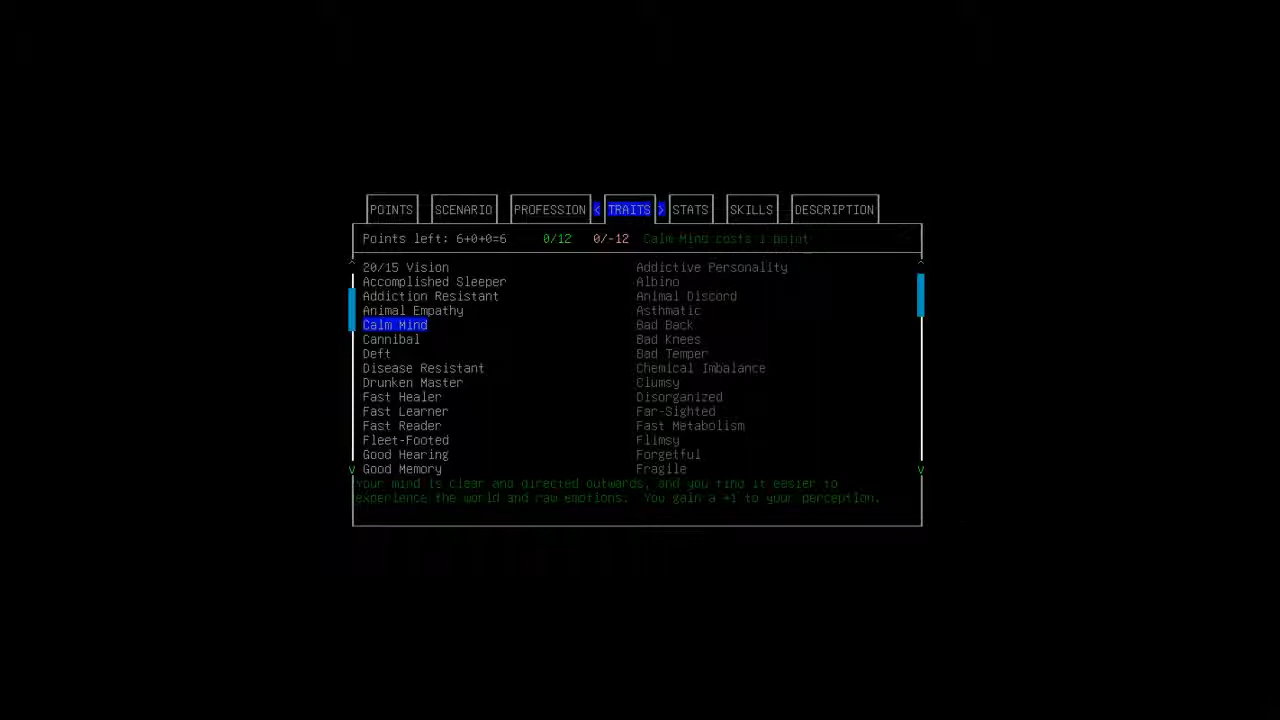 POINTS SCENARIO PROFESSION < TRAITS > STATS SKILLS DESCRIPTION
Points left: 6+0+0=6 0/12 0/-12 Calm Mind costs 1 point
^ ^
20/15 Vision Addictive Personality
Accomplished Sleeper Albino
Addiction Resistant Animal Discord
Animal Empathy Asthmatic
Calm Mind Bad Back
Cannibal Bad Knees
Deft Bad Temper
Disease Resistant Chemical Imbalance
Drunken Master Clumsy
Fast Healer Disorganized
Fast Learner Far-Sighted
Fast Reader Fast Metabolism
Fleet-Footed Flimsy
Good Hearing Forgetful
v Good Memory Fragile v
Your mind is clear and directed outwards, and you find it easier to
experience the world and raw emotions. You gain a +1 to your perception.